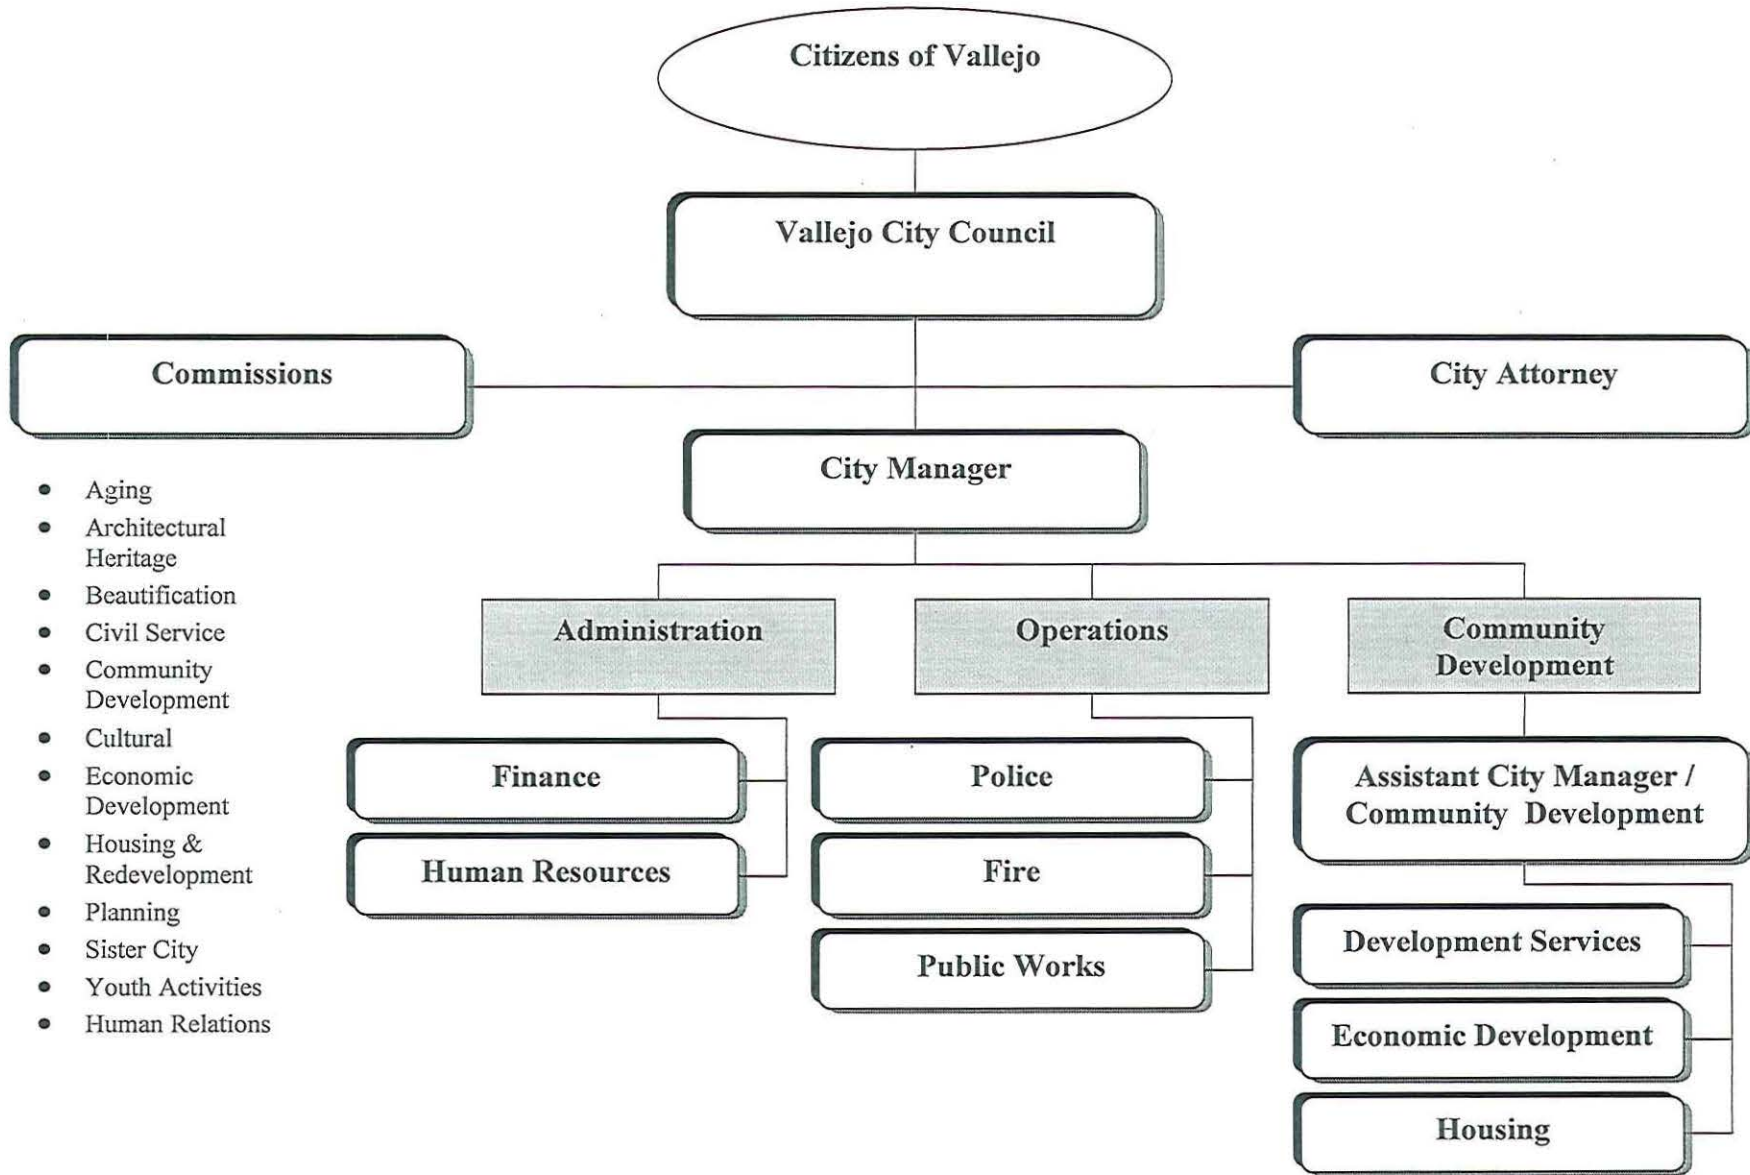 Citizens of Vallejo
Vallejo City Council
Commissions
City Attorney
City Manager
• Aging
• Architectural
Heritage
• Beautification
• Civil Service
• Community
Development
• Cultural
• Economic
Development
• Housing &
Redevelopment
• Planning
• Sister City
• Youth Activities
• Human Relations
Administration
Operations
Community
Development
Finance
Human Resources
Police
Fire
Public Works
Assistant City Manager /
Community Development
Development Services
Economic Development
Housing